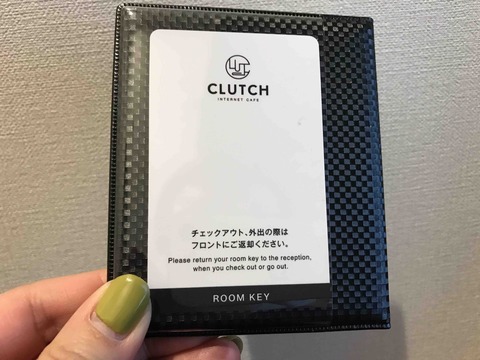 CLUTCH
INTERNET CAFE
チェックアウト、外出の際は
フロントにご返却ください。
Please return your room key to the reception,
when you check out or go out.
ROOM KEY